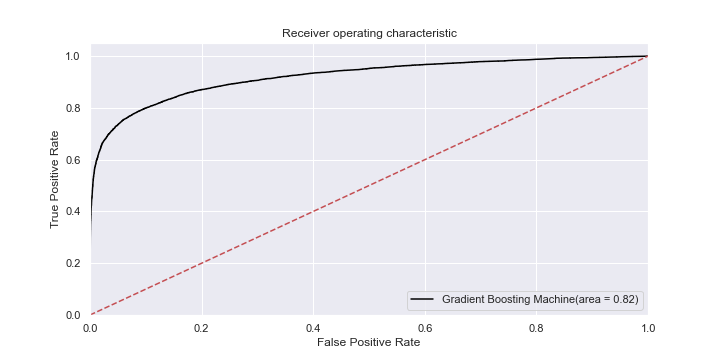 Receiver operating characteristic
1.0
0.8
0.6
0.4
0.2
0.0
True Positive Rate
Gradient Boosting Machine(area = 0.82)
0.0 0.2 0.4 0.6 0.8 1.0
False Positive Rate